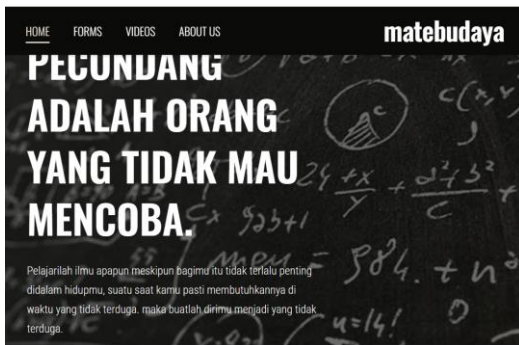 HOME FORMS VIDEOS ABOUT US matebudaya
PECUNDANG
ADALAH ORANG
YANG TIDAK MAU
MENCOBA.
Pelajarilah ilmu apapun meskipun bagimu itu tidak terlalu penting
didalam hidupmu, suatu saat kamu pasti membutuhkannya di
waktu yang tidak terduga. maka buatlah dirimu menjadi yang tidak
terduga.